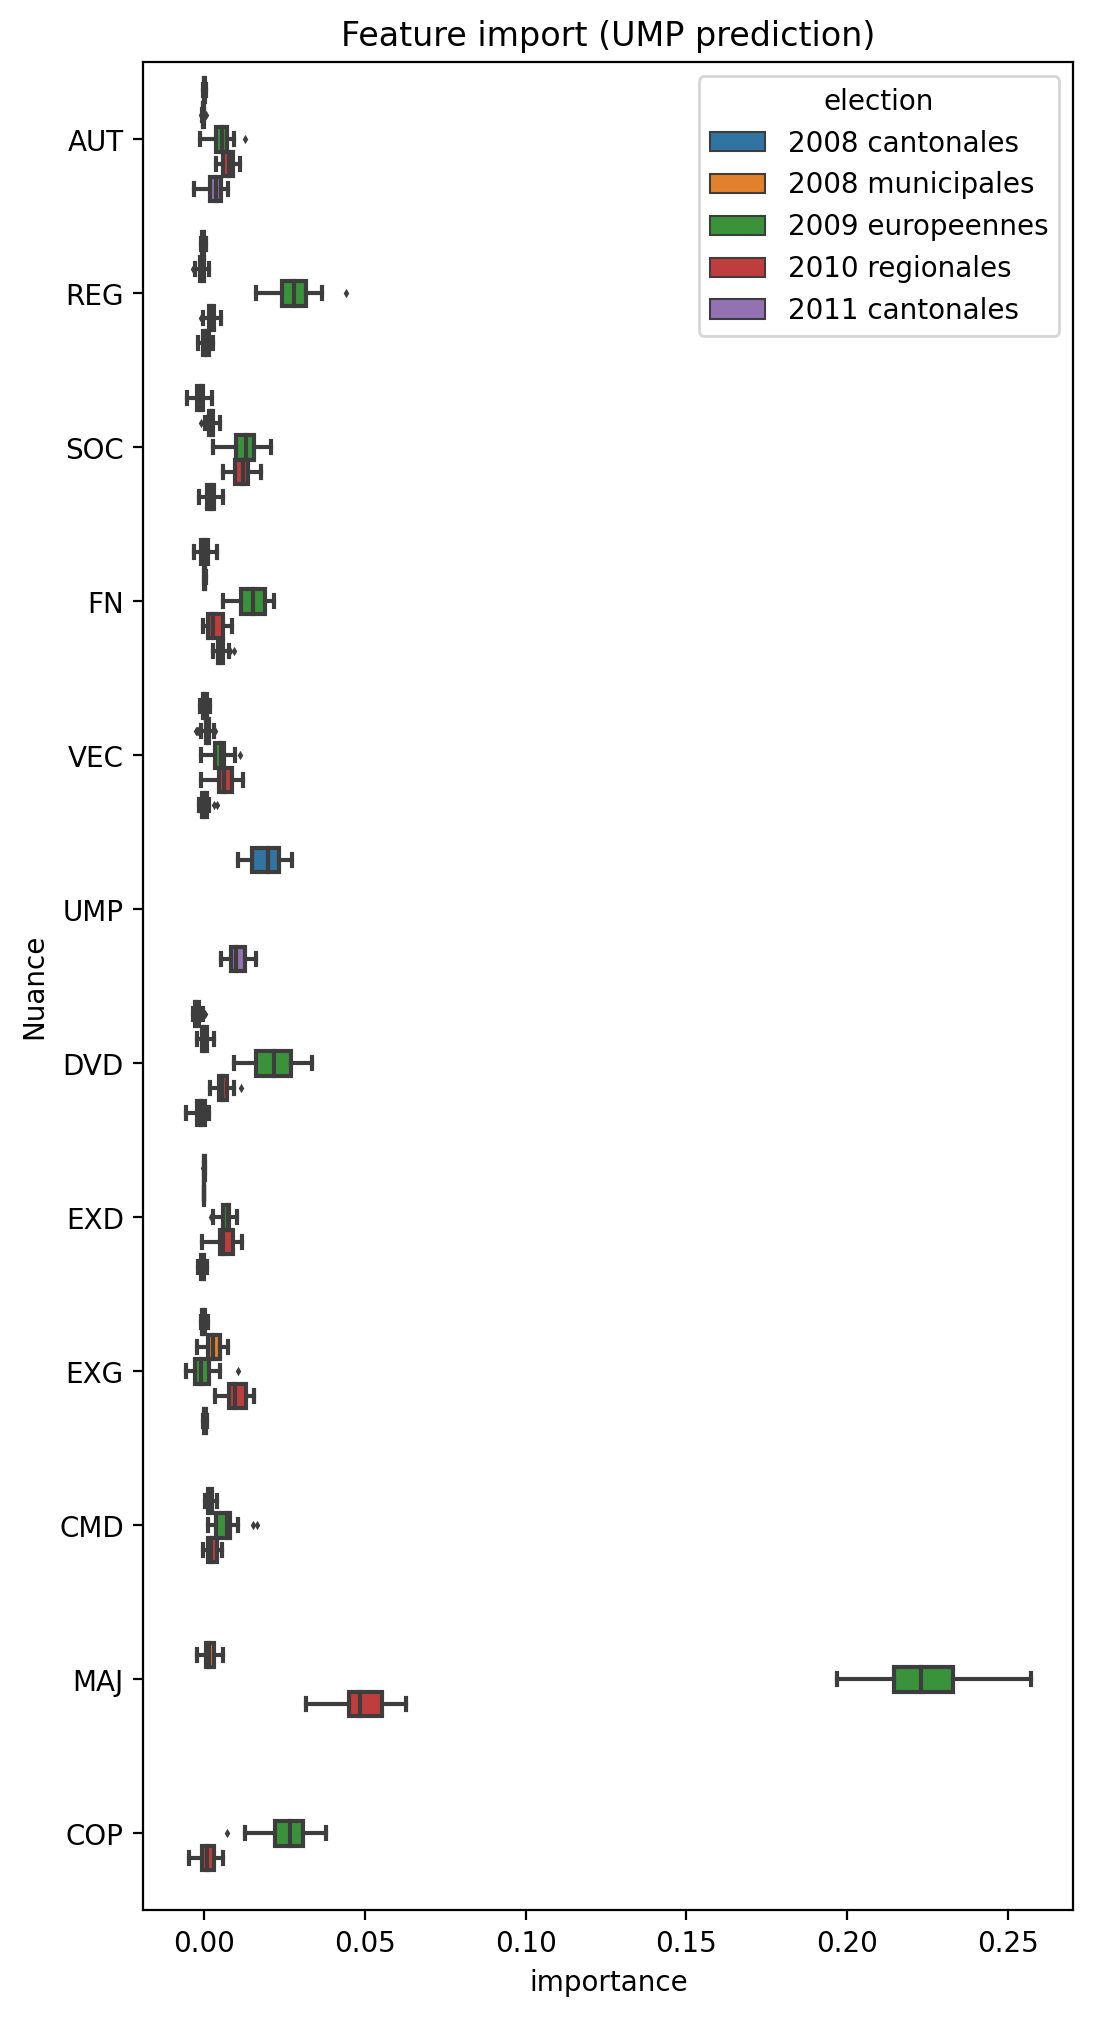 Feature import (UMP prediction)
election
2008 cantonales
2008 municipales
2009 europeennes
2010 regionales
2011 cantonales
Nuance
AUT
REG
SOC
FN
VEC
UMP
DVD
EXD
EXG
CMD
MAJ
COP
0.00 0.05 0.10 0.15 0.20 0.25
importance